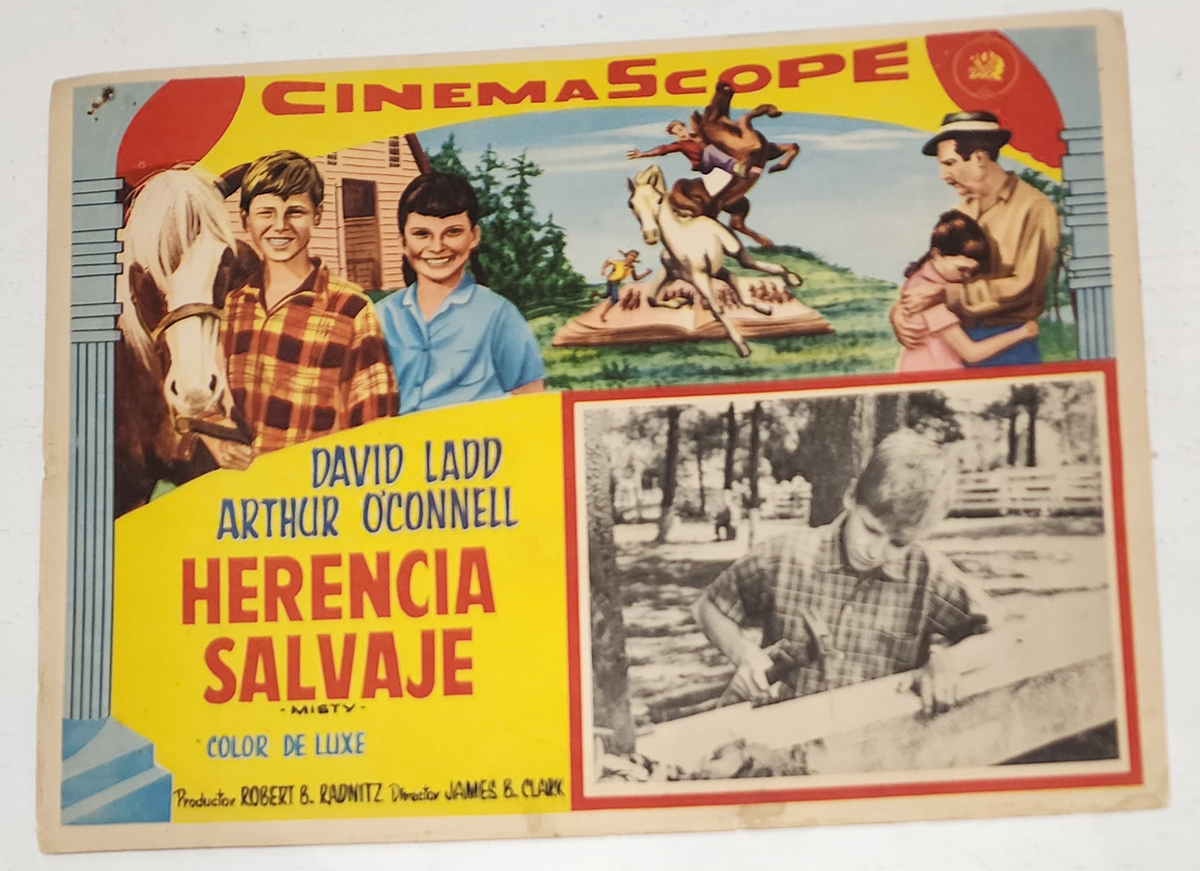 CINEMASCOPE
DAVID LADD
ARTHUR O'CONNELL
HERENCIA
SALVAJE
- MISTY -
COLOR DE LUXE
Productor ROBERT B. RADNITZ Director JAMES B. CLARK